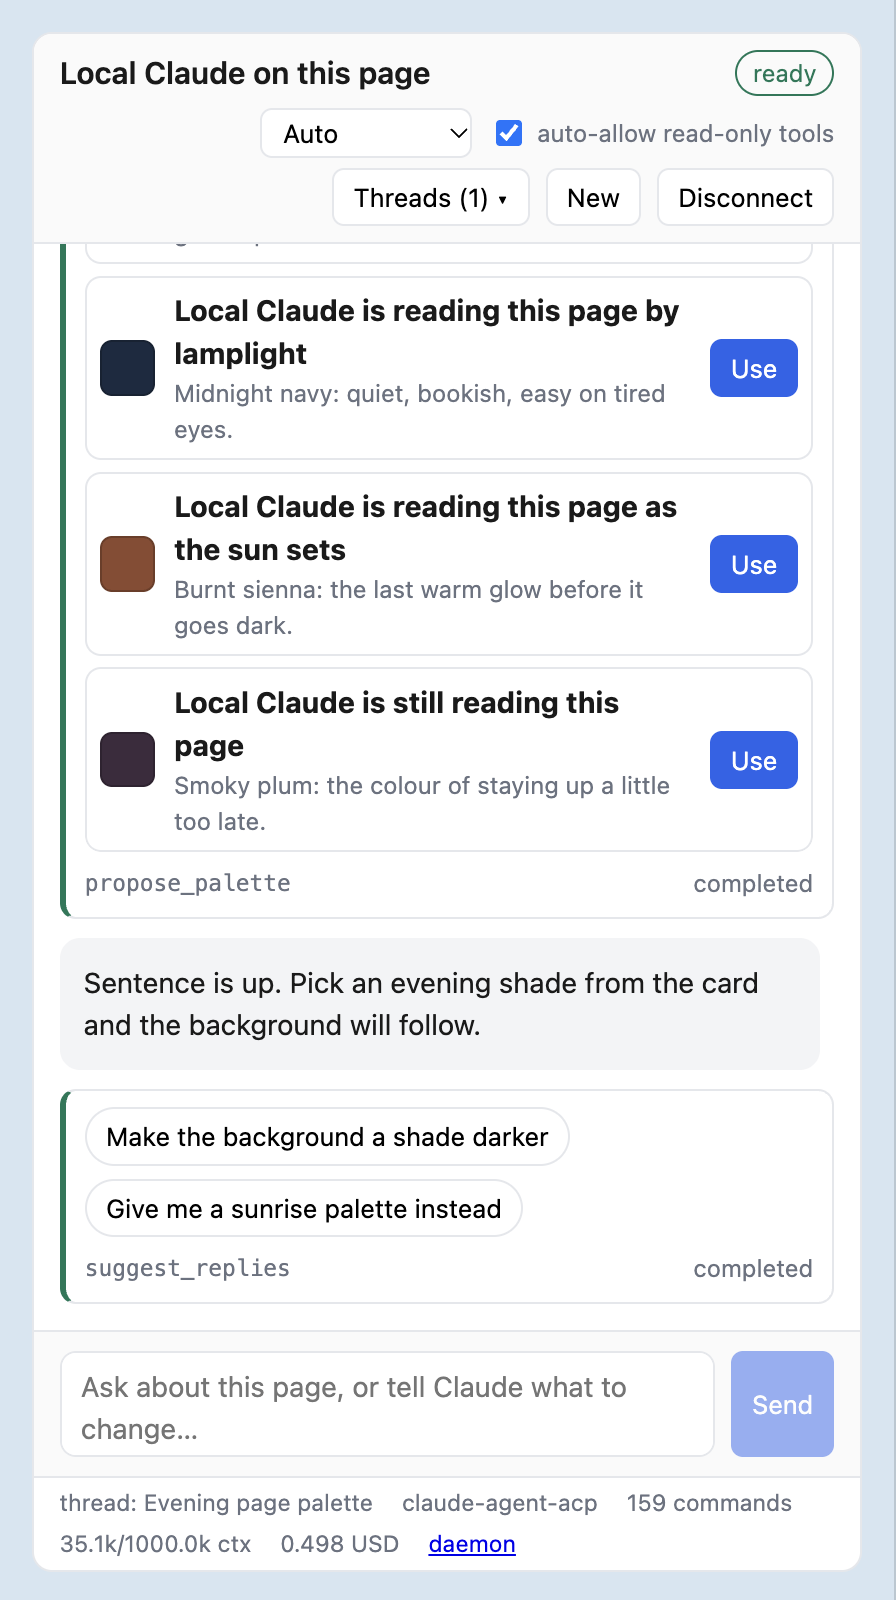 Local Claude on this page
ready
Auto
auto-allow read-only tools
Threads (1) ▾
New
Disconnect
Local Claude is reading this page by
lamplight
Midnight navy: quiet, bookish, easy on tired
eyes.
Use
Local Claude is reading this page as
the sun sets
Burnt sienna: the last warm glow before it
goes dark.
Use
Local Claude is still reading this
page
Smoky plum: the colour of staying up a little
too late.
Use
propose_palette
completed
Sentence is up. Pick an evening shade from the card
and the background will follow.
Make the background a shade darker
Give me a sunrise palette instead
suggest_replies
completed
Ask about this page, or tell Claude what to
change...
Send
thread: Evening page palette
claude-agent-acp
159 commands
35.1k/1000.0k ctx
0.498 USD
daemon